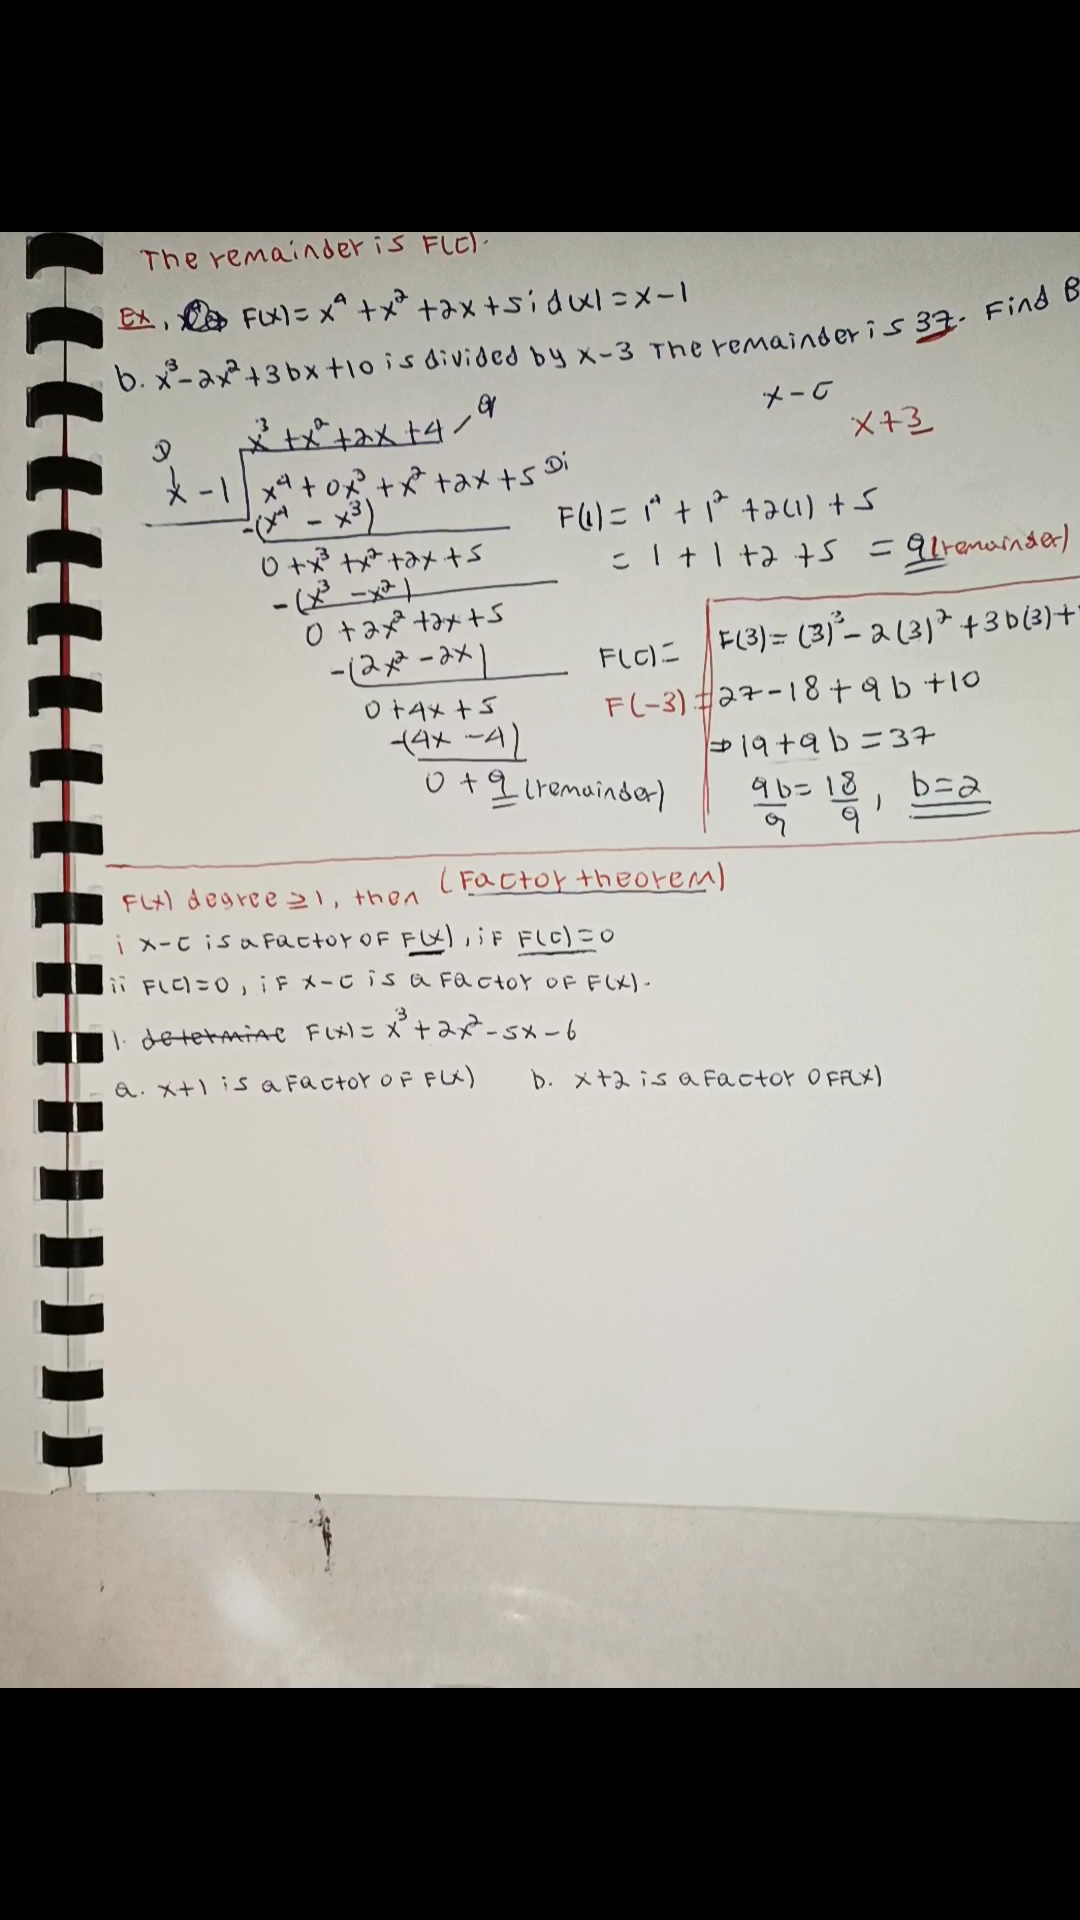 The remainder is F(C).
Ex, F(x) = x⁴ + x² + 2x + 5 ; d(x) = x - 1
b. x³ - 2x² + 3bx + 10 is divided by x - 3 The remainder is 37. Find B
x - c
x + 3
x³ + x² + 2x + 4 Q
D
x - 1 x⁴ + 0x³ + x² + 2x + 5 Di
-(x⁴ - x³)
0 + x³ + x² + 2x + 5
-(x³ - x²)
0 + 2x² + 2x + 5
-(2x² - 2x)
0 + 4x + 5
-(4x - 4)
0 + 9 (remainder)
F(1) = 1⁴ + 1² + 2(1) + 5
= 1 + 1 + 2 + 5 = 9 (remainder)
F(C) =
F(-3) =
F(3) = (3)³ - 2(3)² + 3b(3) +
27 - 18 + 9b + 10
⇒ 19 + 9b = 37
9b = 18, b = 2
9 9
(Factor theorem)
F(x) degree ≥ 1, then
i x - c is a factor of F(x), if F(C) = 0
ii F(C) = 0, if x - c is a factor of F(x).
1. determine F(x) = x³ + 2x² - 5x - 6
a. x + 1 is a factor of F(x) b. x + 2 is a factor of F(x)